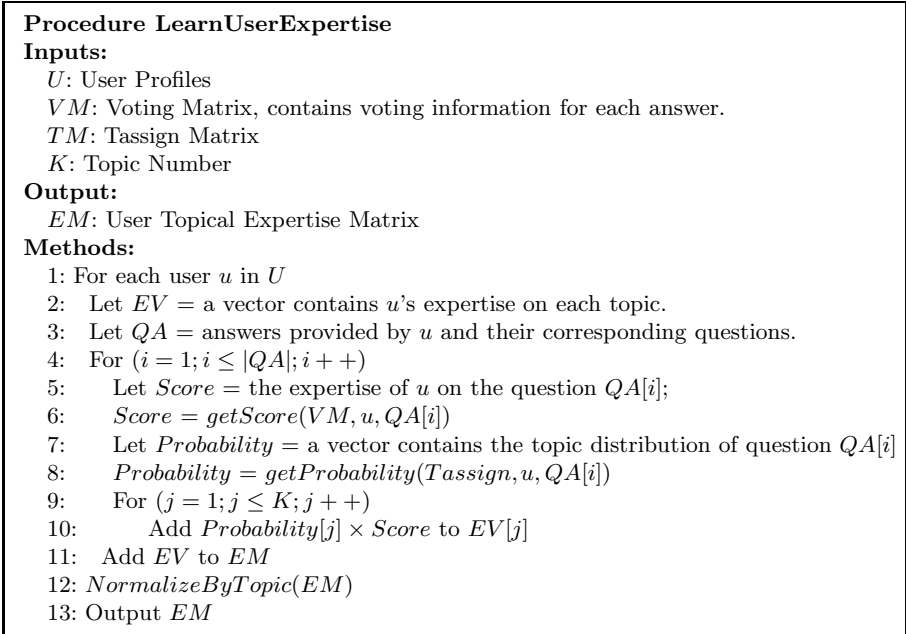 Procedure LearnUserExpertise
Inputs:
U: User Profiles
VM: Voting Matrix, contains voting information for each answer.
TM: Tassign Matrix
K: Topic Number
Output:
EM: User Topical Expertise Matrix
Methods:
1: For each user u in U
2: Let EV = a vector contains u's expertise on each topic.
3: Let QA = answers provided by u and their corresponding questions.
4: For (i = 1; i ≤ |QA|; i + +)
5: Let Score = the expertise of u on the question QA[i];
6: Score = getScore(VM, u, QA[i])
7: Let Probability = a vector contains the topic distribution of question QA[i]
8: Probability = getProbability(Tassign, u, QA[i])
9: For (j = 1; j ≤ K; j + +)
10: Add Probability[j] × Score to EV[j]
11: Add EV to EM
12: NormalizeByTopic(EM)
13: Output EM